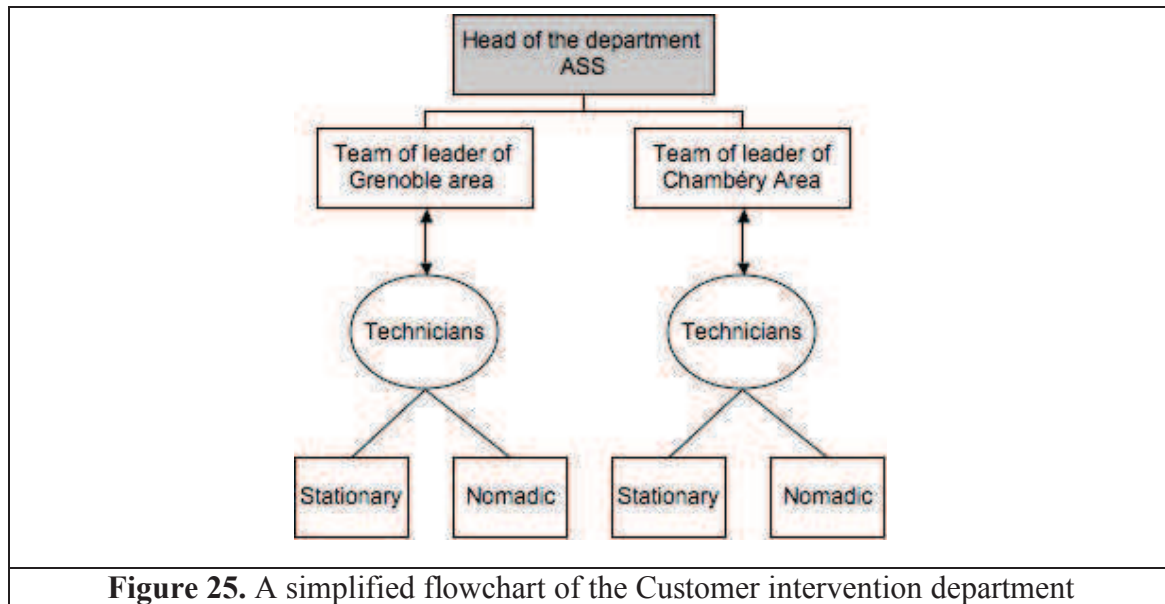 Head of the department
ASS
Team of leader of
Grenoble area
Team of leader of
Chambéry Area
Technicians
Technicians
Stationary
Nomadic
Stationary
Nomadic
Figure 25. A simplified flowchart of the Customer intervention department